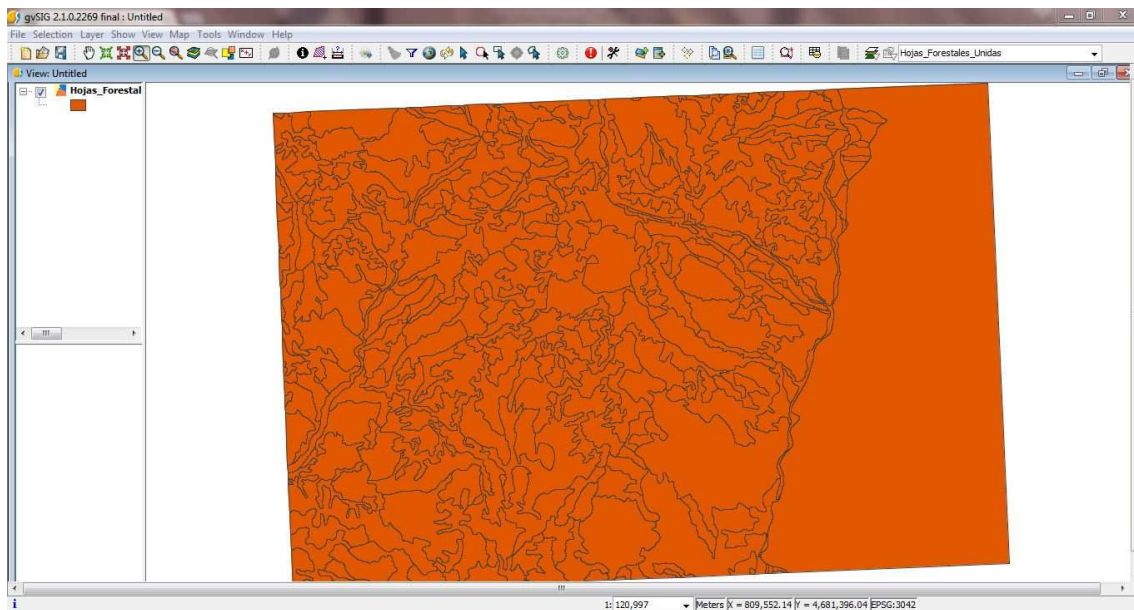 gvSIG 2.1.0.2269 final : Untitled
File Selection Layer Show View Map Tools Window Help
Hojas_Forestales_Unidas
View: Untitled
Hojas_Forestal
1: 120,997 Meters X = 809,552.14 Y = 4,681,396.04 EPSG:3042